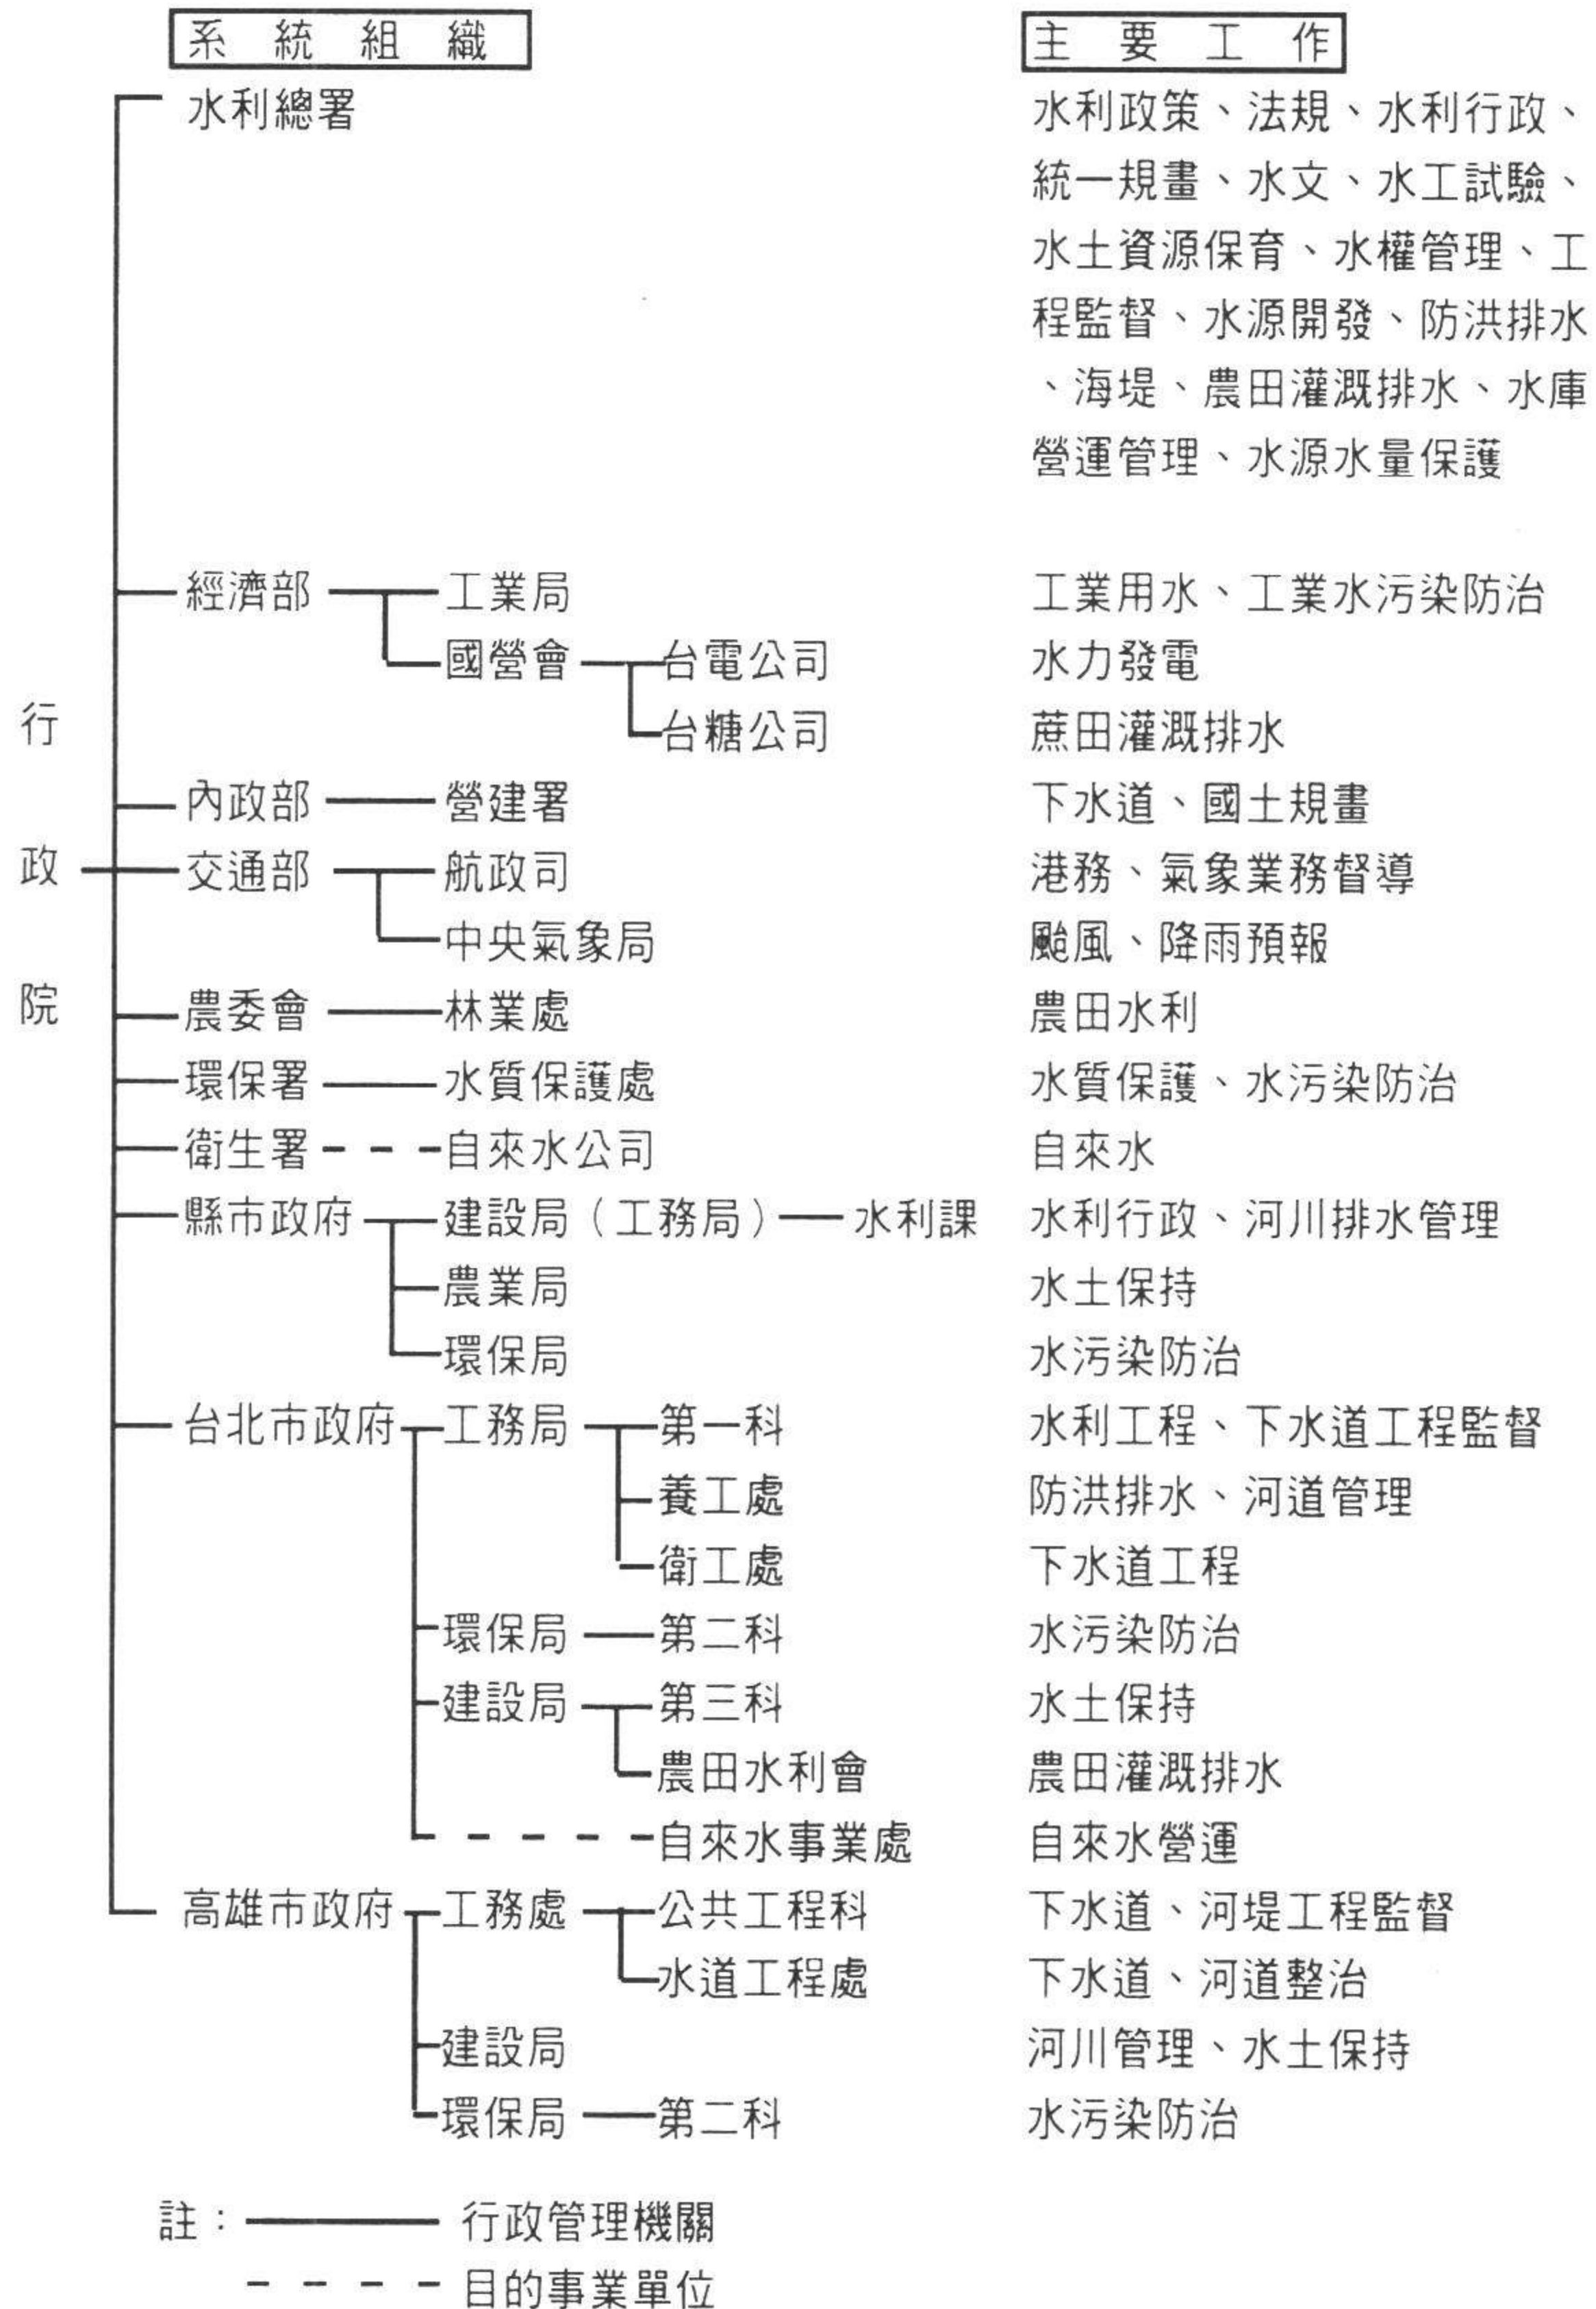 系統組織 主要工作
水利總署 水利政策、法規、水利行政、
統一規畫、水文、水工試驗、
水土資源保育、水權管理、工
程監督、水源開發、防洪排水
、海堤、農田灌溉排水、水庫
營運管理、水源水量保護
經濟部 工業局 工業用水、工業水污染防治
國營會 台電公司 水力發電
台糖公司 蔗田灌溉排水
行政院
內政部 營建署 下水道、國土規畫
交通部 航政司 港務、氣象業務督導
中央氣象局 颱風、降雨預報
農委會 林業處 農田水利
環保署 水質保護處 水質保護、水污染防治
衛生署 自來水公司 自來水
縣市政府 建設局(工務局) 水利課 水利行政、河川排水管理
農業局 水土保持
環保局 水污染防治
台北市政府 工務局 第一科 水利工程、下水道工程監督
養工處 防洪排水、河道管理
衛工處 下水道工程
環保局 第二科 水污染防治
建設局 第三科 水土保持
農田水利會 農田灌溉排水
自來水事業處 自來水營運
高雄市政府 工務處 公共工程科 下水道、河堤工程監督
水道工程處 下水道、河道整治
建設局 河川管理、水土保持
環保局 第二科 水污染防治
註: 行政管理機關
目的事業單位